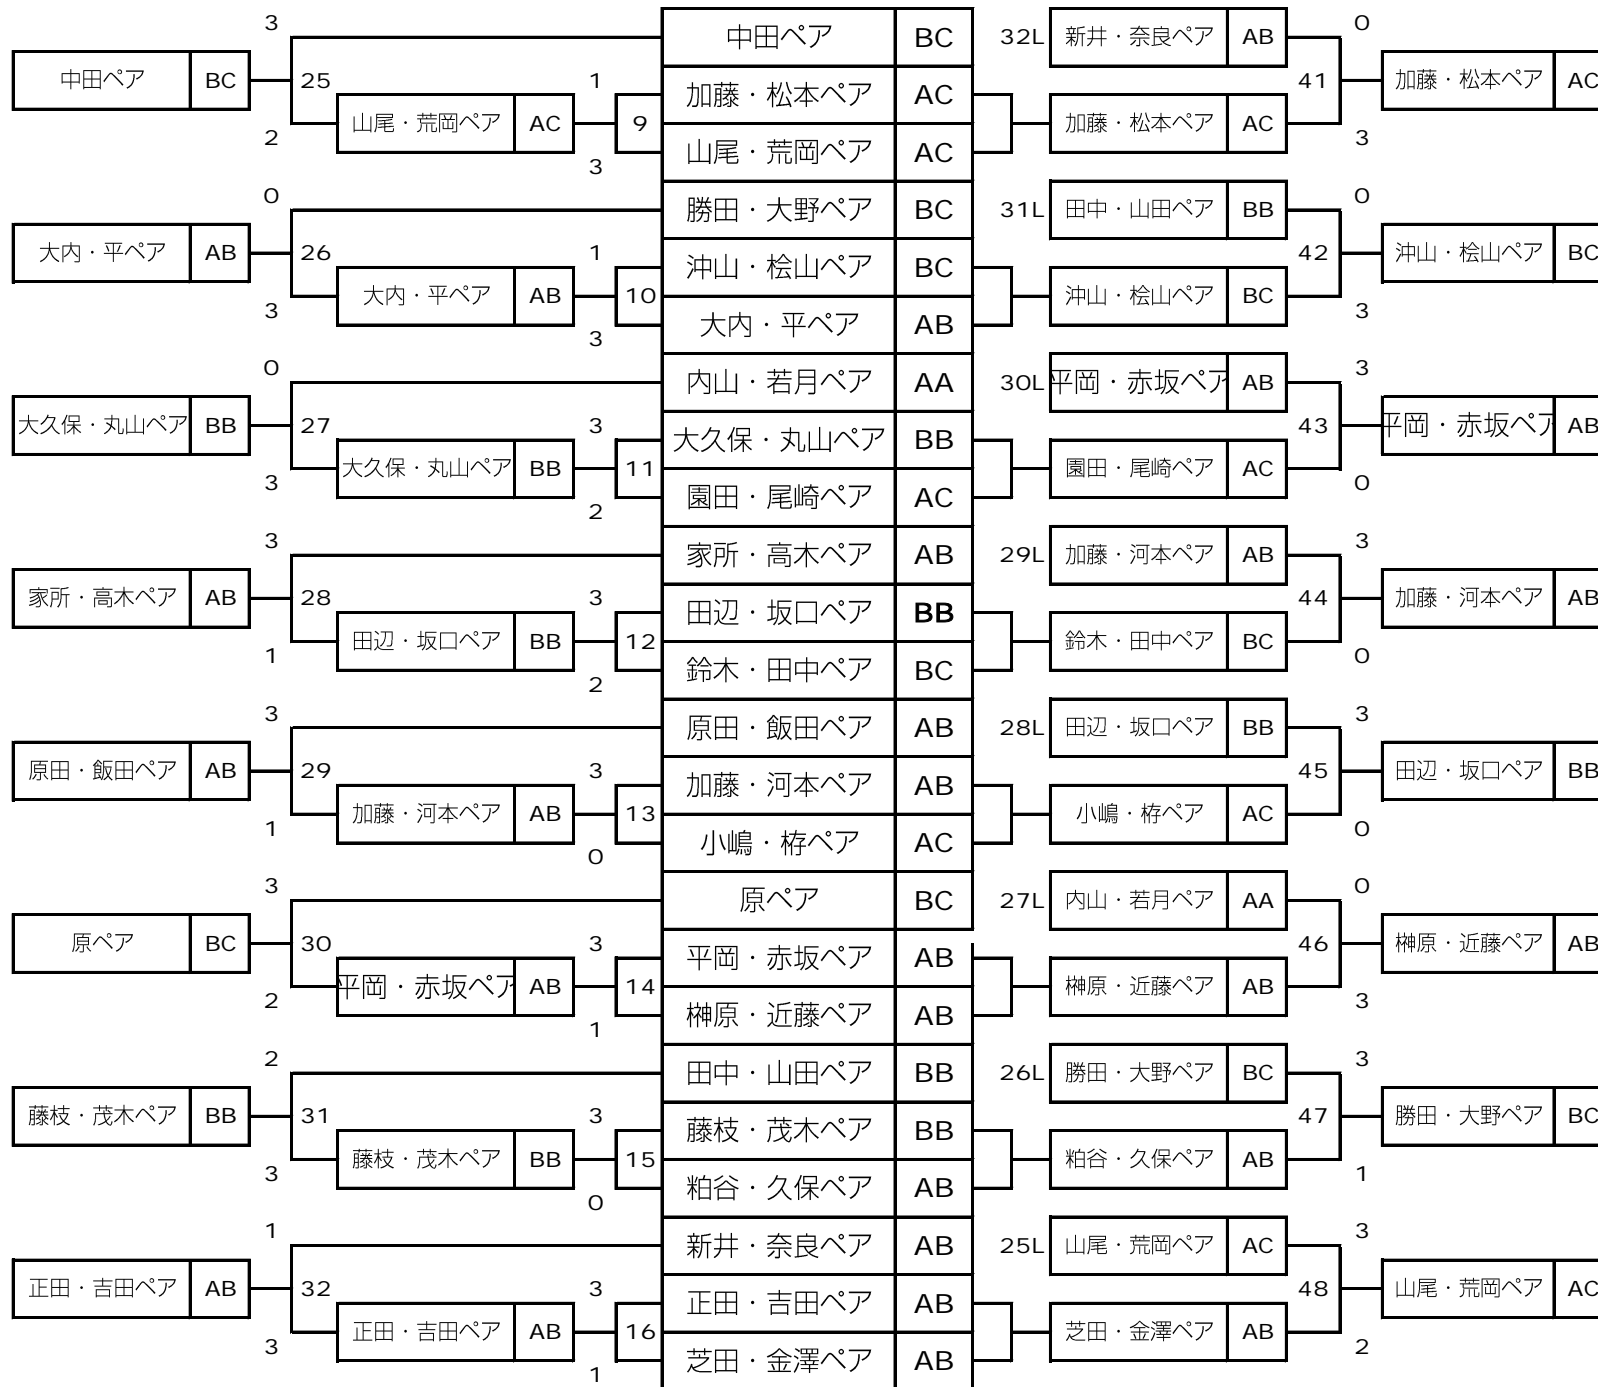 3 中田ペア BC 32L 新井・奈良ペア AB 0
中田ペア BC 25 1 加藤・松本ペア AC 41 加藤・松本ペア AC
2 山尾・荒岡ペア AC 9 加藤・松本ペア AC 3
3 山尾・荒岡ペア AC
0 勝田・大野ペア BC 31L 田中・山田ペア BB 0
大内・平ペア AB 26 1 沖山・桧山ペア BC 42 沖山・桧山ペア BC
3 大内・平ペア AB 10 沖山・桧山ペア BC 3
3 大内・平ペア AB
0 内山・若月ペア AA 30L 平岡・赤坂ペア AB 3
大久保・丸山ペア BB 27 3 大久保・丸山ペア BB 43 平岡・赤坂ペア AB
3 大久保・丸山ペア BB 11 園田・尾崎ペア AC 0
2 園田・尾崎ペア AC
3 家所・高木ペア AB 29L 加藤・河本ペア AB 3
家所・高木ペア AB 28 3 田辺・坂口ペア BB 44 加藤・河本ペア AB
1 田辺・坂口ペア BB 12 鈴木・田中ペア BC 0
2 鈴木・田中ペア BC
3 原田・飯田ペア AB 28L 田辺・坂口ペア BB 3
原田・飯田ペア AB 29 3 加藤・河本ペア AB 45 田辺・坂口ペア BB
1 加藤・河本ペア AB 13 小嶋・栫ペア AC 0
0 小嶋・栫ペア AC
3 原ペア BC 27L 内山・若月ペア AA 0
原ペア BC 30 3 平岡・赤坂ペア AB 46 榊原・近藤ペア AB
2 平岡・赤坂ペア AB 14 榊原・近藤ペア AB 3
1 榊原・近藤ペア AB
2 田中・山田ペア BB 26L 勝田・大野ペア BC 3
藤枝・茂木ペア BB 31 3 藤枝・茂木ペア BB 47 勝田・大野ペア BC
3 藤枝・茂木ペア BB 15 粕谷・久保ペア AB 1
0 粕谷・久保ペア AB
1 新井・奈良ペア AB 25L 山尾・荒岡ペア AC 3
正田・吉田ペア AB 32 3 正田・吉田ペア AB 48 山尾・荒岡ペア AC
3 正田・吉田ペア AB 16 芝田・金澤ペア AB 2
1 芝田・金澤ペア AB